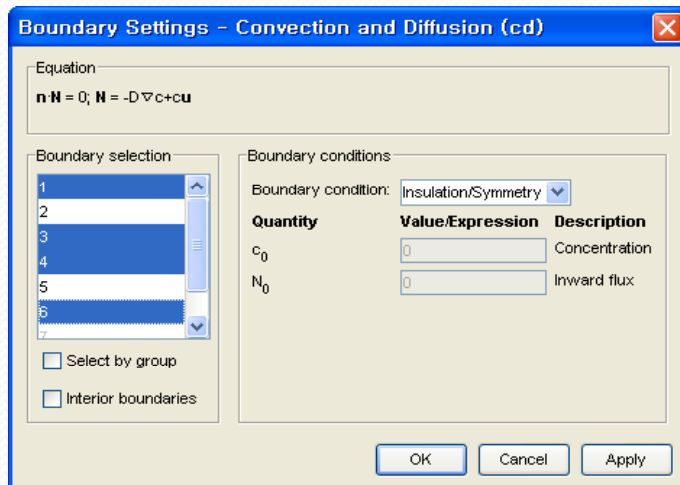 Boundary Settings - Convection and Diffusion (cd)
Equation
n·N = 0; N = -D∇c+cu
Boundary selection
1
2
3
4
5
6
7
Select by group
Interior boundaries
Boundary conditions
Boundary condition: Insulation/Symmetry
Quantity Value/Expression Description
c₀ 0 Concentration
N₀ 0 Inward flux
OK Cancel Apply